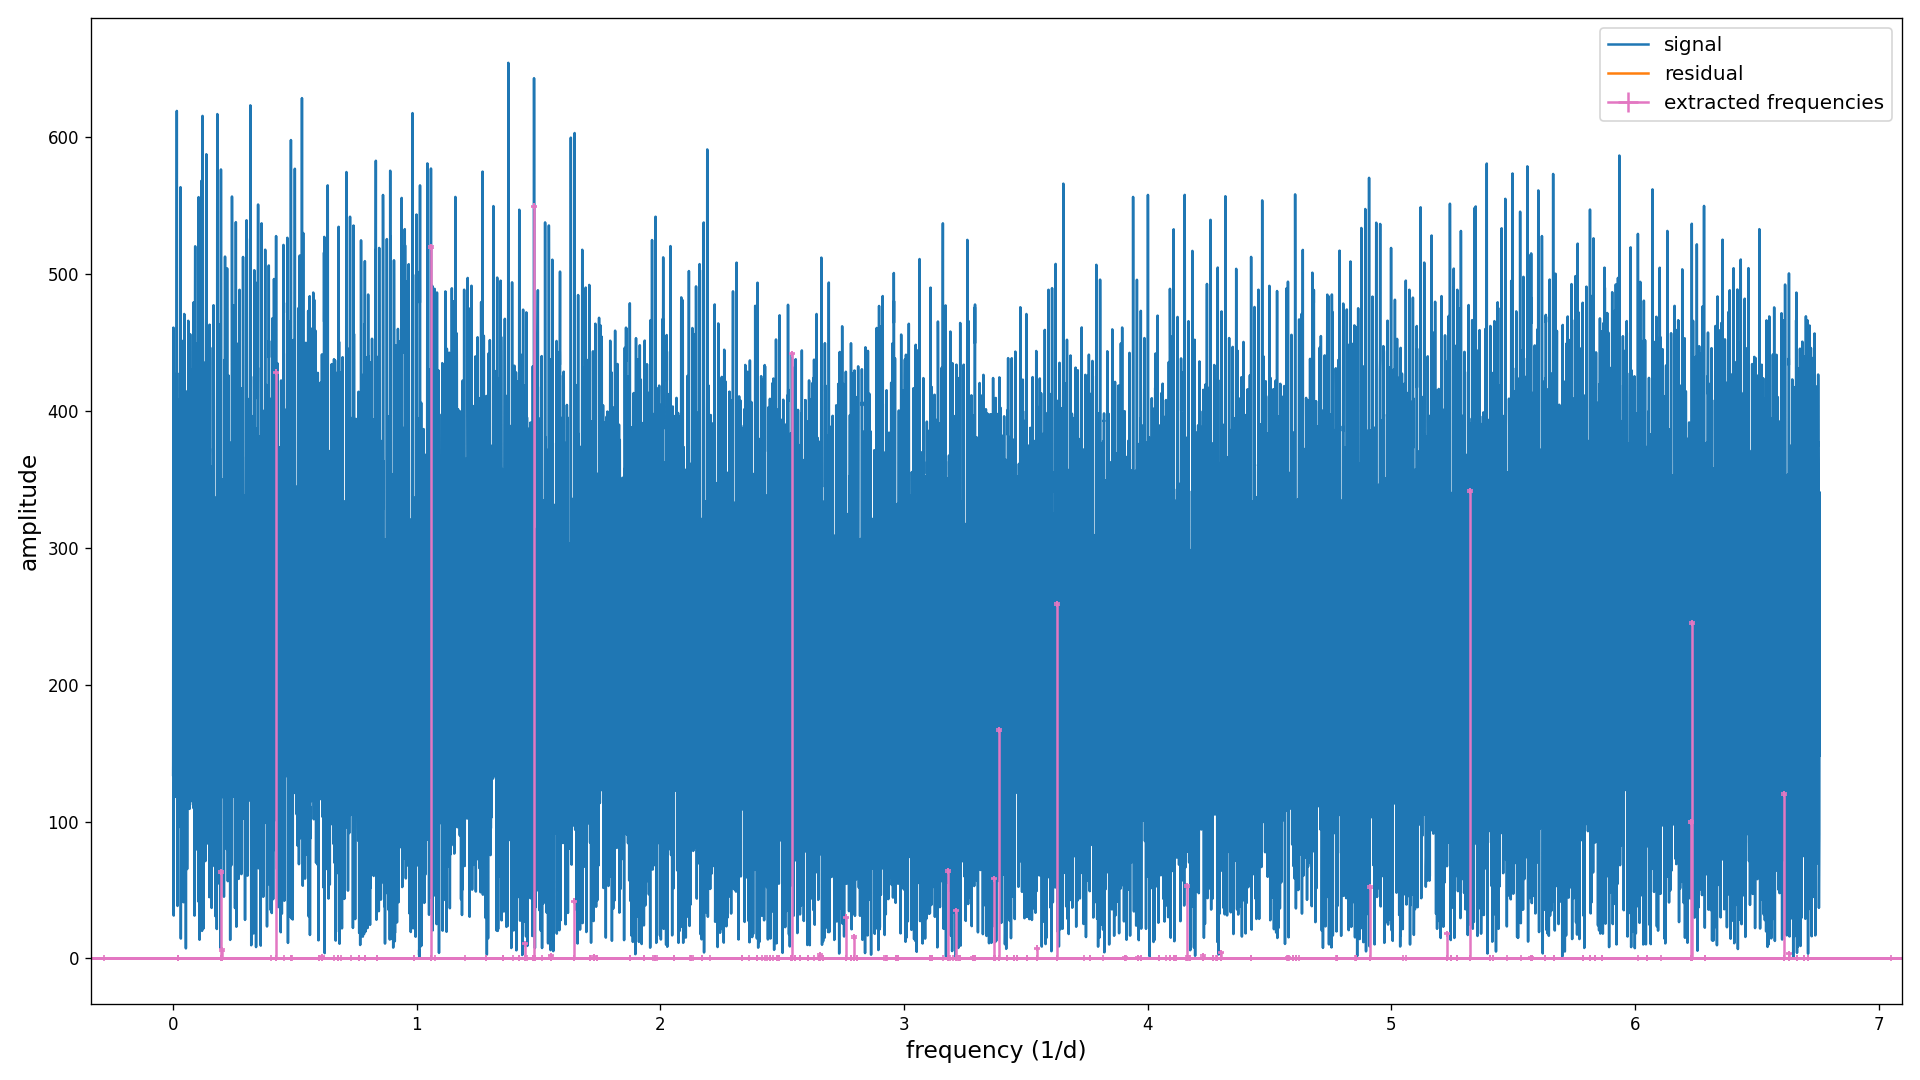 signal
residual
extracted frequencies
amplitude
600
500
400
300
200
100
0
0 1 2 3 4 5 6 7
frequency (1/d)